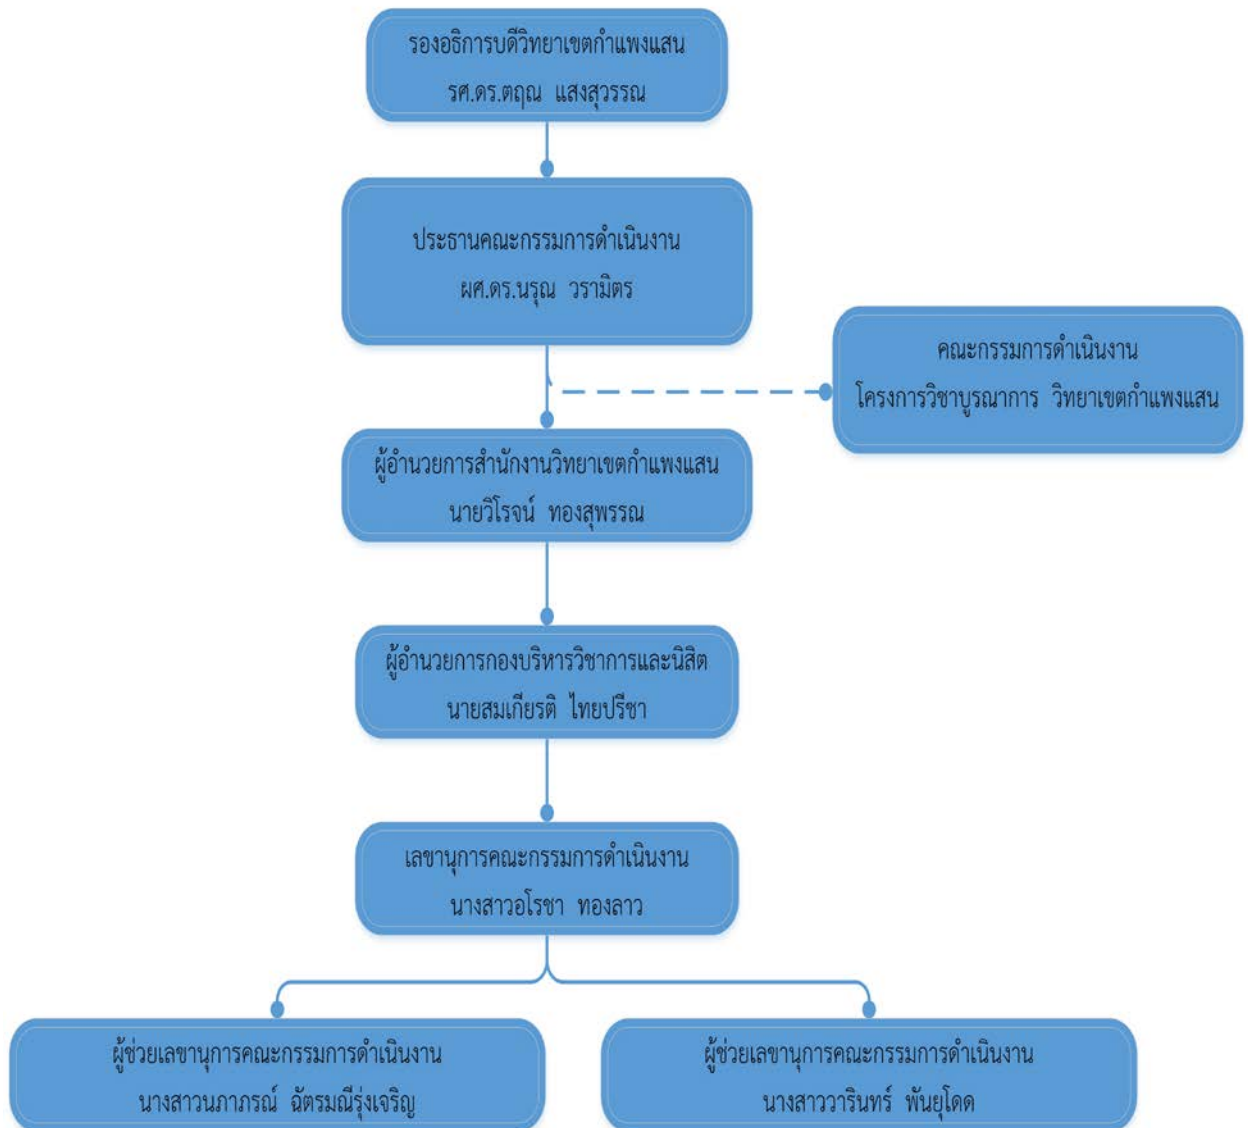 รองอธิการบดีวิทยาเขตกำแพงแสน
รศ.ดร.ตฤณ แสงสุวรรณ
ประธานคณะกรรมการดำเนินงาน
ผศ.ดร.นรุณ วรามิตร
คณะกรรมการดำเนินงาน
โครงการวิชาบูรณาการ วิทยาเขตกำแพงแสน
ผู้อำนวยการสำนักงานวิทยาเขตกำแพงแสน
นายวิโรจน์ ทองสุพรรณ
ผู้อำนวยการกองบริหารวิชาการและนิสิต
นายสมเกียรติ ไทยปรีชา
เลขานุการคณะกรรมการดำเนินงาน
นางสาวอโรชา ทองลาว
ผู้ช่วยเลขานุการคณะกรรมการดำเนินงาน
นางสาวนภาภรณ์ ฉัตรมณีรุ่งเจริญ
ผู้ช่วยเลขานุการคณะกรรมการดำเนินงาน
นางสาววารินทร์ พันยุโดด